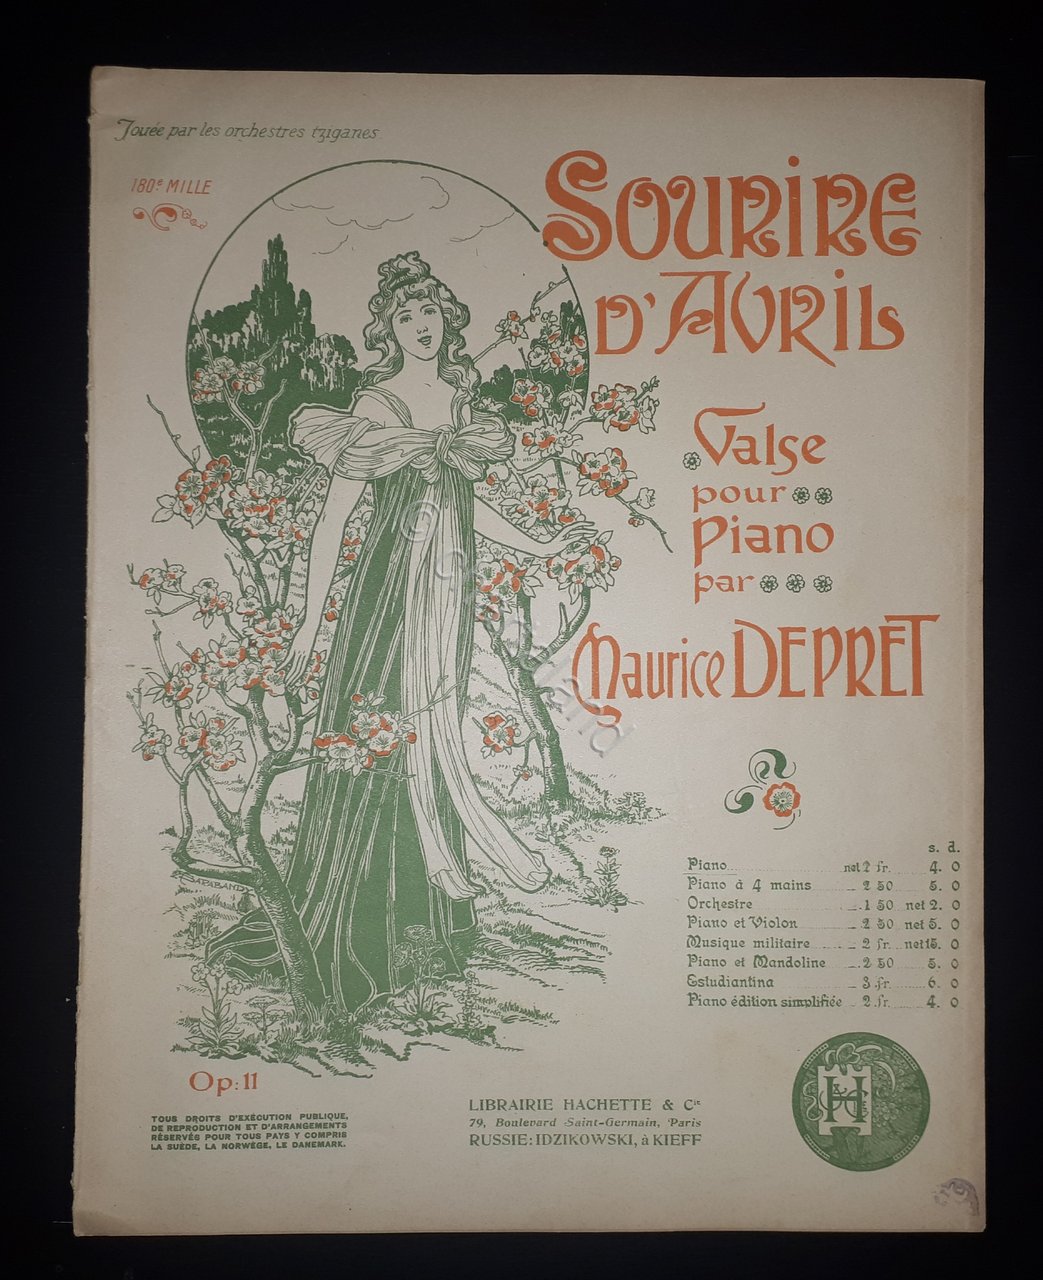 Jouée par les orchestres tziganes
180e MILLE
SOURIRE
D'AVRIL
Valse
pour
Piano
par
Maurice DEPRET
s. d.
Piano net 2 fr. 4. 0
Piano à 4 mains — 2 50 5. 0
Orchestre — 1 50 net 2. 0
Piano et Violon — 2 50 net 5. 0
Musique militaire — 2 fr. net 15. 0
Piano et Mandoline — 2 50 5. 0
Estudiantina — 3 fr. 6. 0
Piano édition simplifiée — 2 fr. 4. 0
Op: 11
TOUS DROITS D'EXÉCUTION PUBLIQUE,
DE REPRODUCTION ET D'ARRANGEMENTS
RÉSERVÉS POUR TOUS PAYS Y COMPRIS
LA SUÈDE, LA NORWÈGE, LE DANEMARK.
LIBRAIRIE HACHETTE & Cie
79, Boulevard Saint-Germain, Paris
RUSSIE: IDZIKOWSKI, à KIEFF